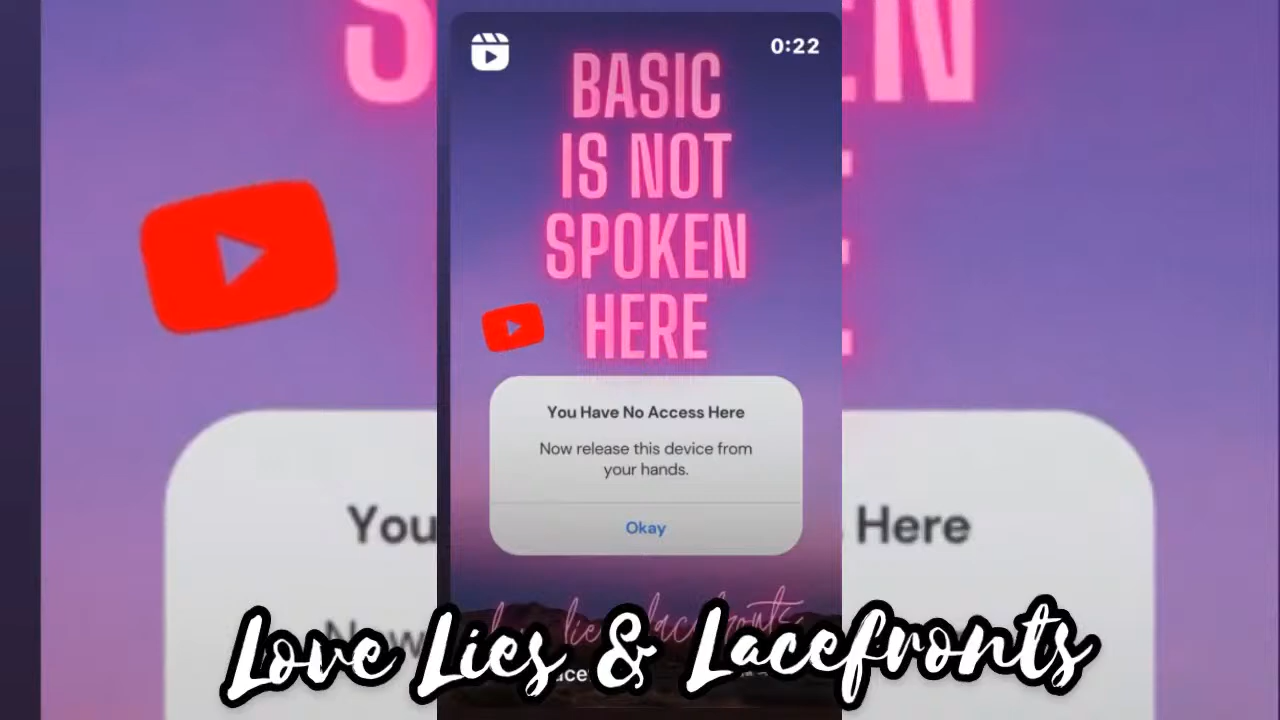 0:22
BASIC
IS NOT
SPOKEN
HERE
You Have No Access Here
Now release this device from
your hands.
Okay
Love Lies & Lacefronts